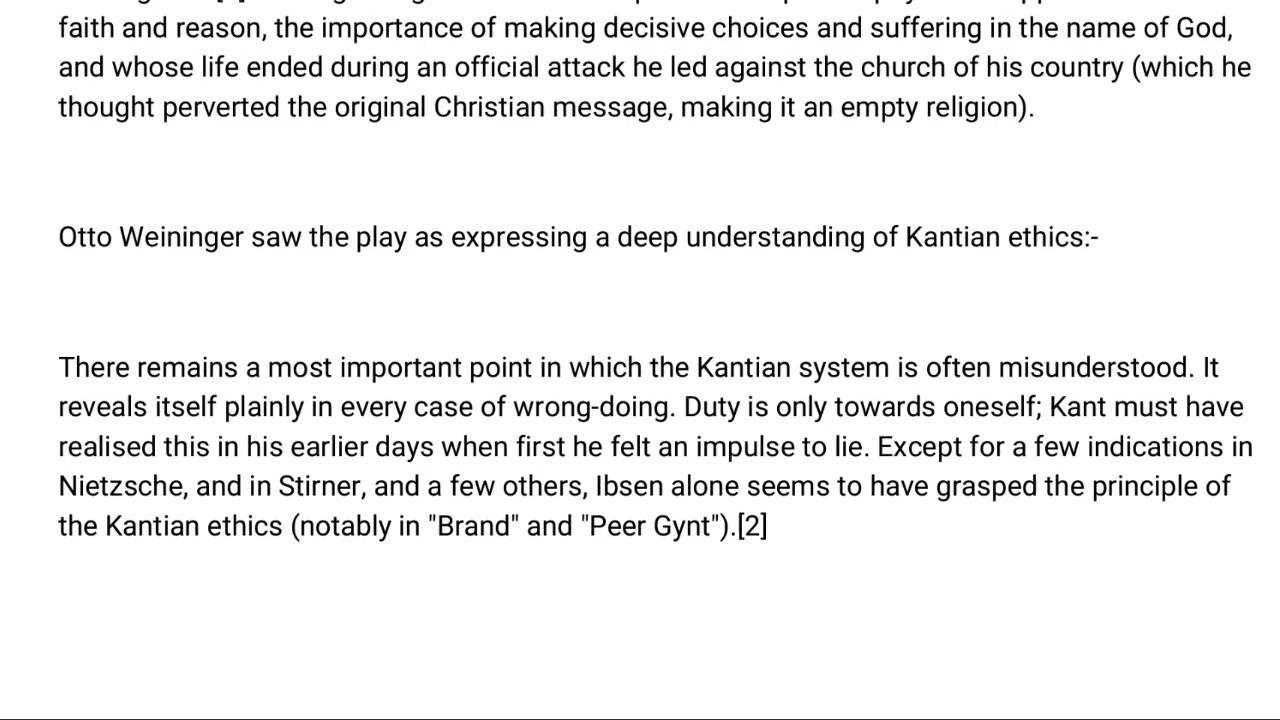 faith and reason, the importance of making decisive choices and suffering in the name of God,
and whose life ended during an official attack he led against the church of his country (which he
thought perverted the original Christian message, making it an empty religion).
Otto Weininger saw the play as expressing a deep understanding of Kantian ethics:-
There remains a most important point in which the Kantian system is often misunderstood. It
reveals itself plainly in every case of wrong-doing. Duty is only towards oneself; Kant must have
realised this in his earlier days when first he felt an impulse to lie. Except for a few indications in
Nietzsche, and in Stirner, and a few others, Ibsen alone seems to have grasped the principle of
the Kantian ethics (notably in "Brand" and "Peer Gynt").[2]